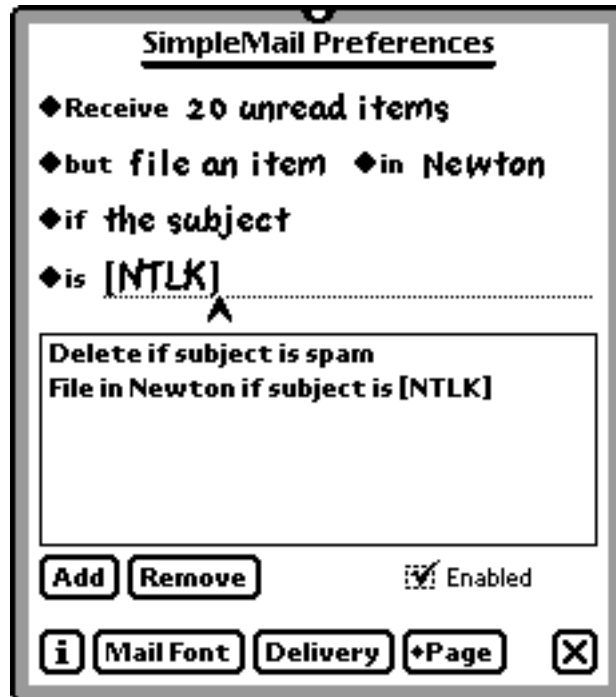 SimpleMail Preferences
◆Receive 20 unread items
◆but file an item ◆in Newton
◆if the subject
◆is [NTLK]
Delete if subject is spam
File in Newton if subject is [NTLK]
Add Remove Enabled
i Mail Font Delivery ◆Page X